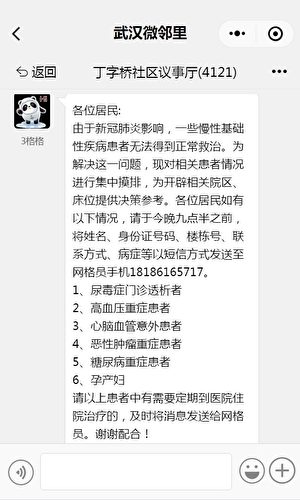 武汉微邻里
返回
丁字桥社区议事厅(4121)
3格格
各位居民:
由于新冠肺炎影响，一些慢性基础
性疾病患者无法得到正常救治。为
解决这一问题，现对相关患者情况
进行集中摸排，为开辟相关院区、
床位提供决策参考。各位居民如有
以下情况，请于今晚九点半之前，
将姓名、身份证号码、楼栋号、联
系方式、病症等以短信方式发送至
网格员手机18186165717。
1、尿毒症门诊透析者
2、高血压重症患者
3、心脑血管意外患者
4、恶性肿瘤重症患者
5、糖尿病重症患者
6、孕产妇
请以上患者中有需要定期到医院住
院治疗的，及时将消息发送给网格
员。谢谢配合！